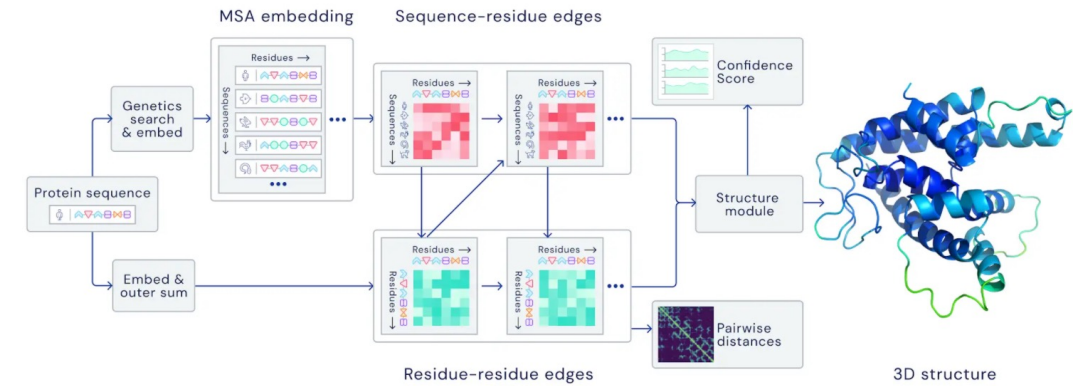 MSA embedding
Sequence-residue edges
Residues →
Sequences →
•••
•••
Genetics
search
& embed
Protein sequence
Embed &
outer sum
Residues →
Sequences →
Residues →
Sequences →
•••
Residues →
Residues →
Residues →
Residues →
•••
Residue-residue edges
Confidence
Score
Structure
module
Pairwise
distances
3D structure